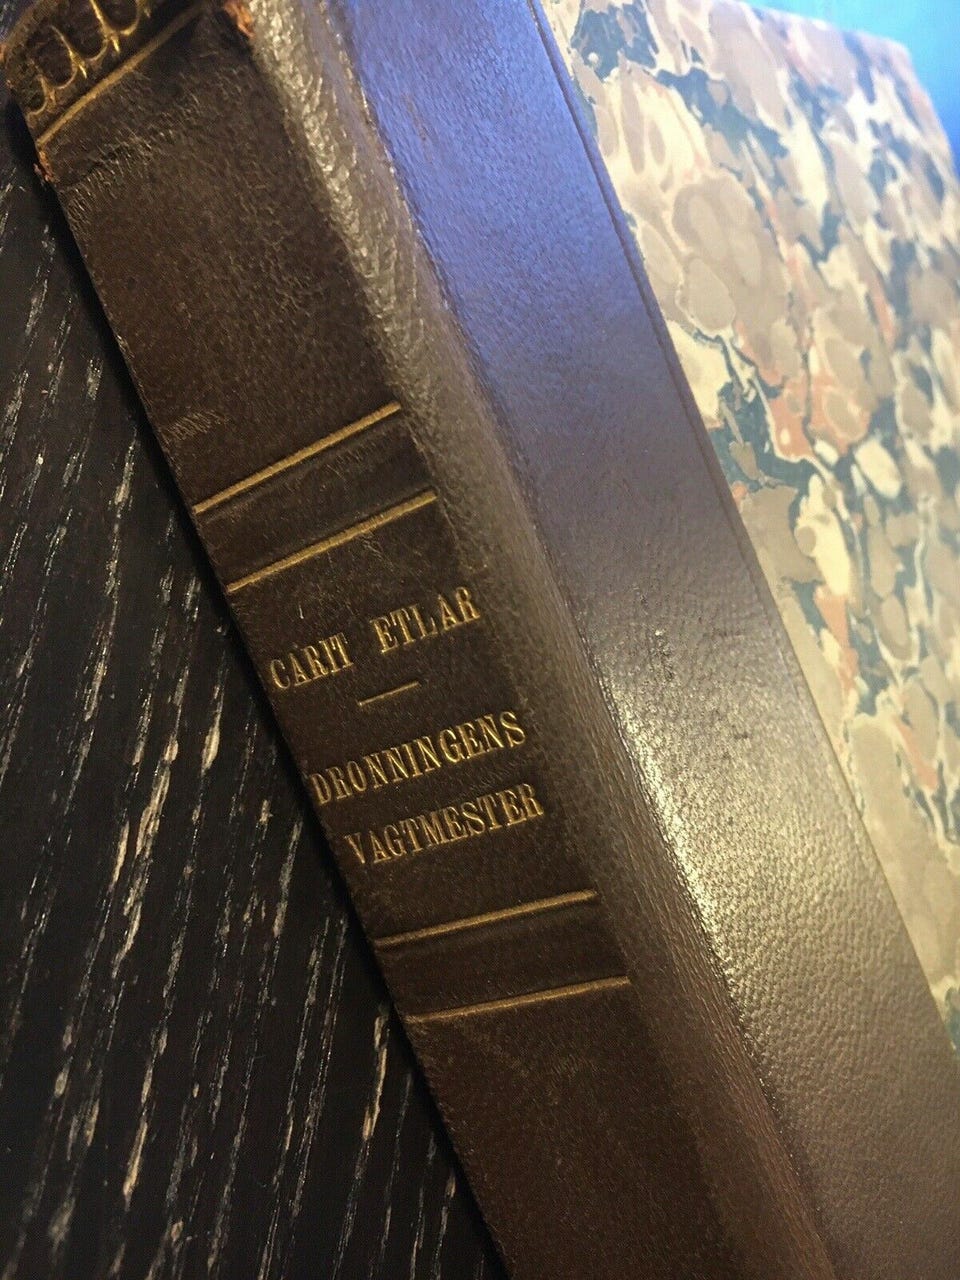 CARIT ETLAR
DRONNINGENS
VAGTMESTER